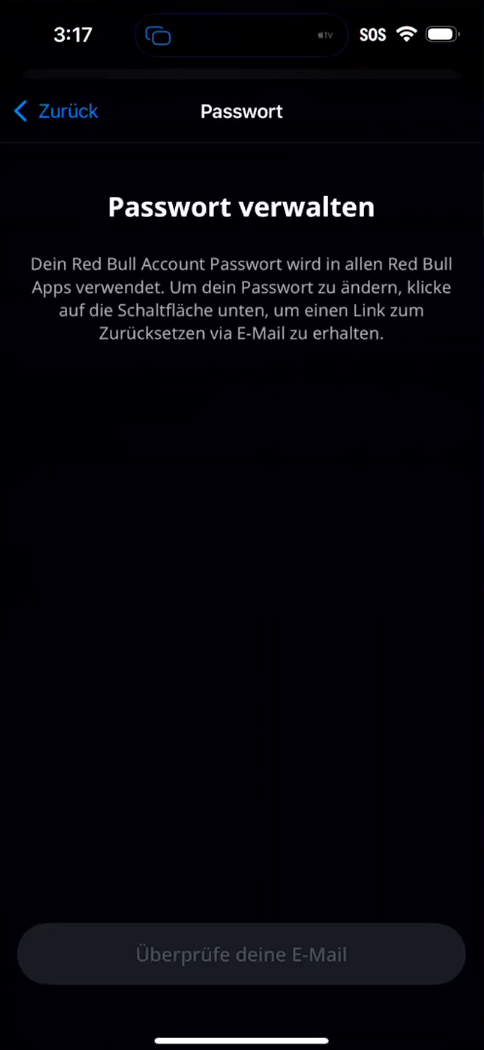 3:17
tv
SOS
Zurück
Passwort
Passwort verwalten
Dein Red Bull Account Passwort wird in allen Red Bull
Apps verwendet. Um dein Passwort zu ändern, klicke
auf die Schaltfläche unten, um einen Link zum
Zurücksetzen via E-Mail zu erhalten.
Überprüfe deine E-Mail